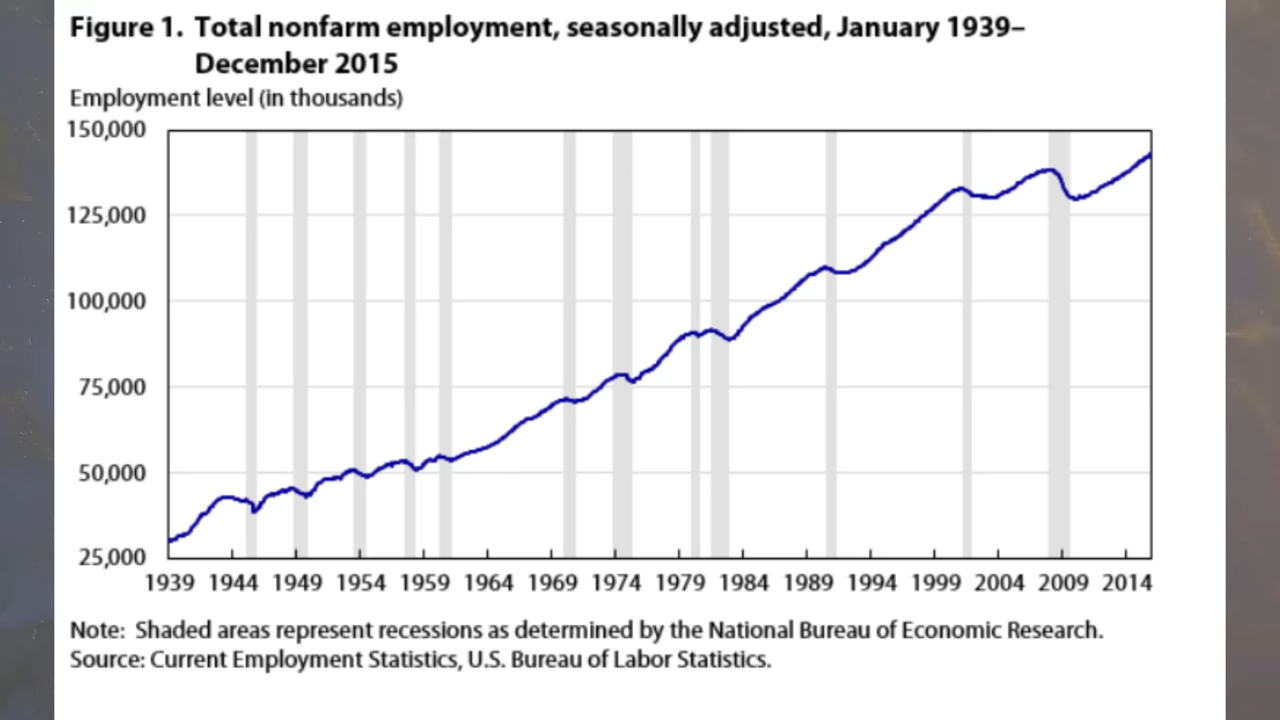 Figure 1. Total nonfarm employment, seasonally adjusted, January 1939–
December 2015
Employment level (in thousands)
150,000
125,000
100,000
75,000
50,000
25,000
1939 1944 1949 1954 1959 1964 1969 1974 1979 1984 1989 1994 1999 2004 2009 2014
Note: Shaded areas represent recessions as determined by the National Bureau of Economic Research.
Source: Current Employment Statistics, U.S. Bureau of Labor Statistics.